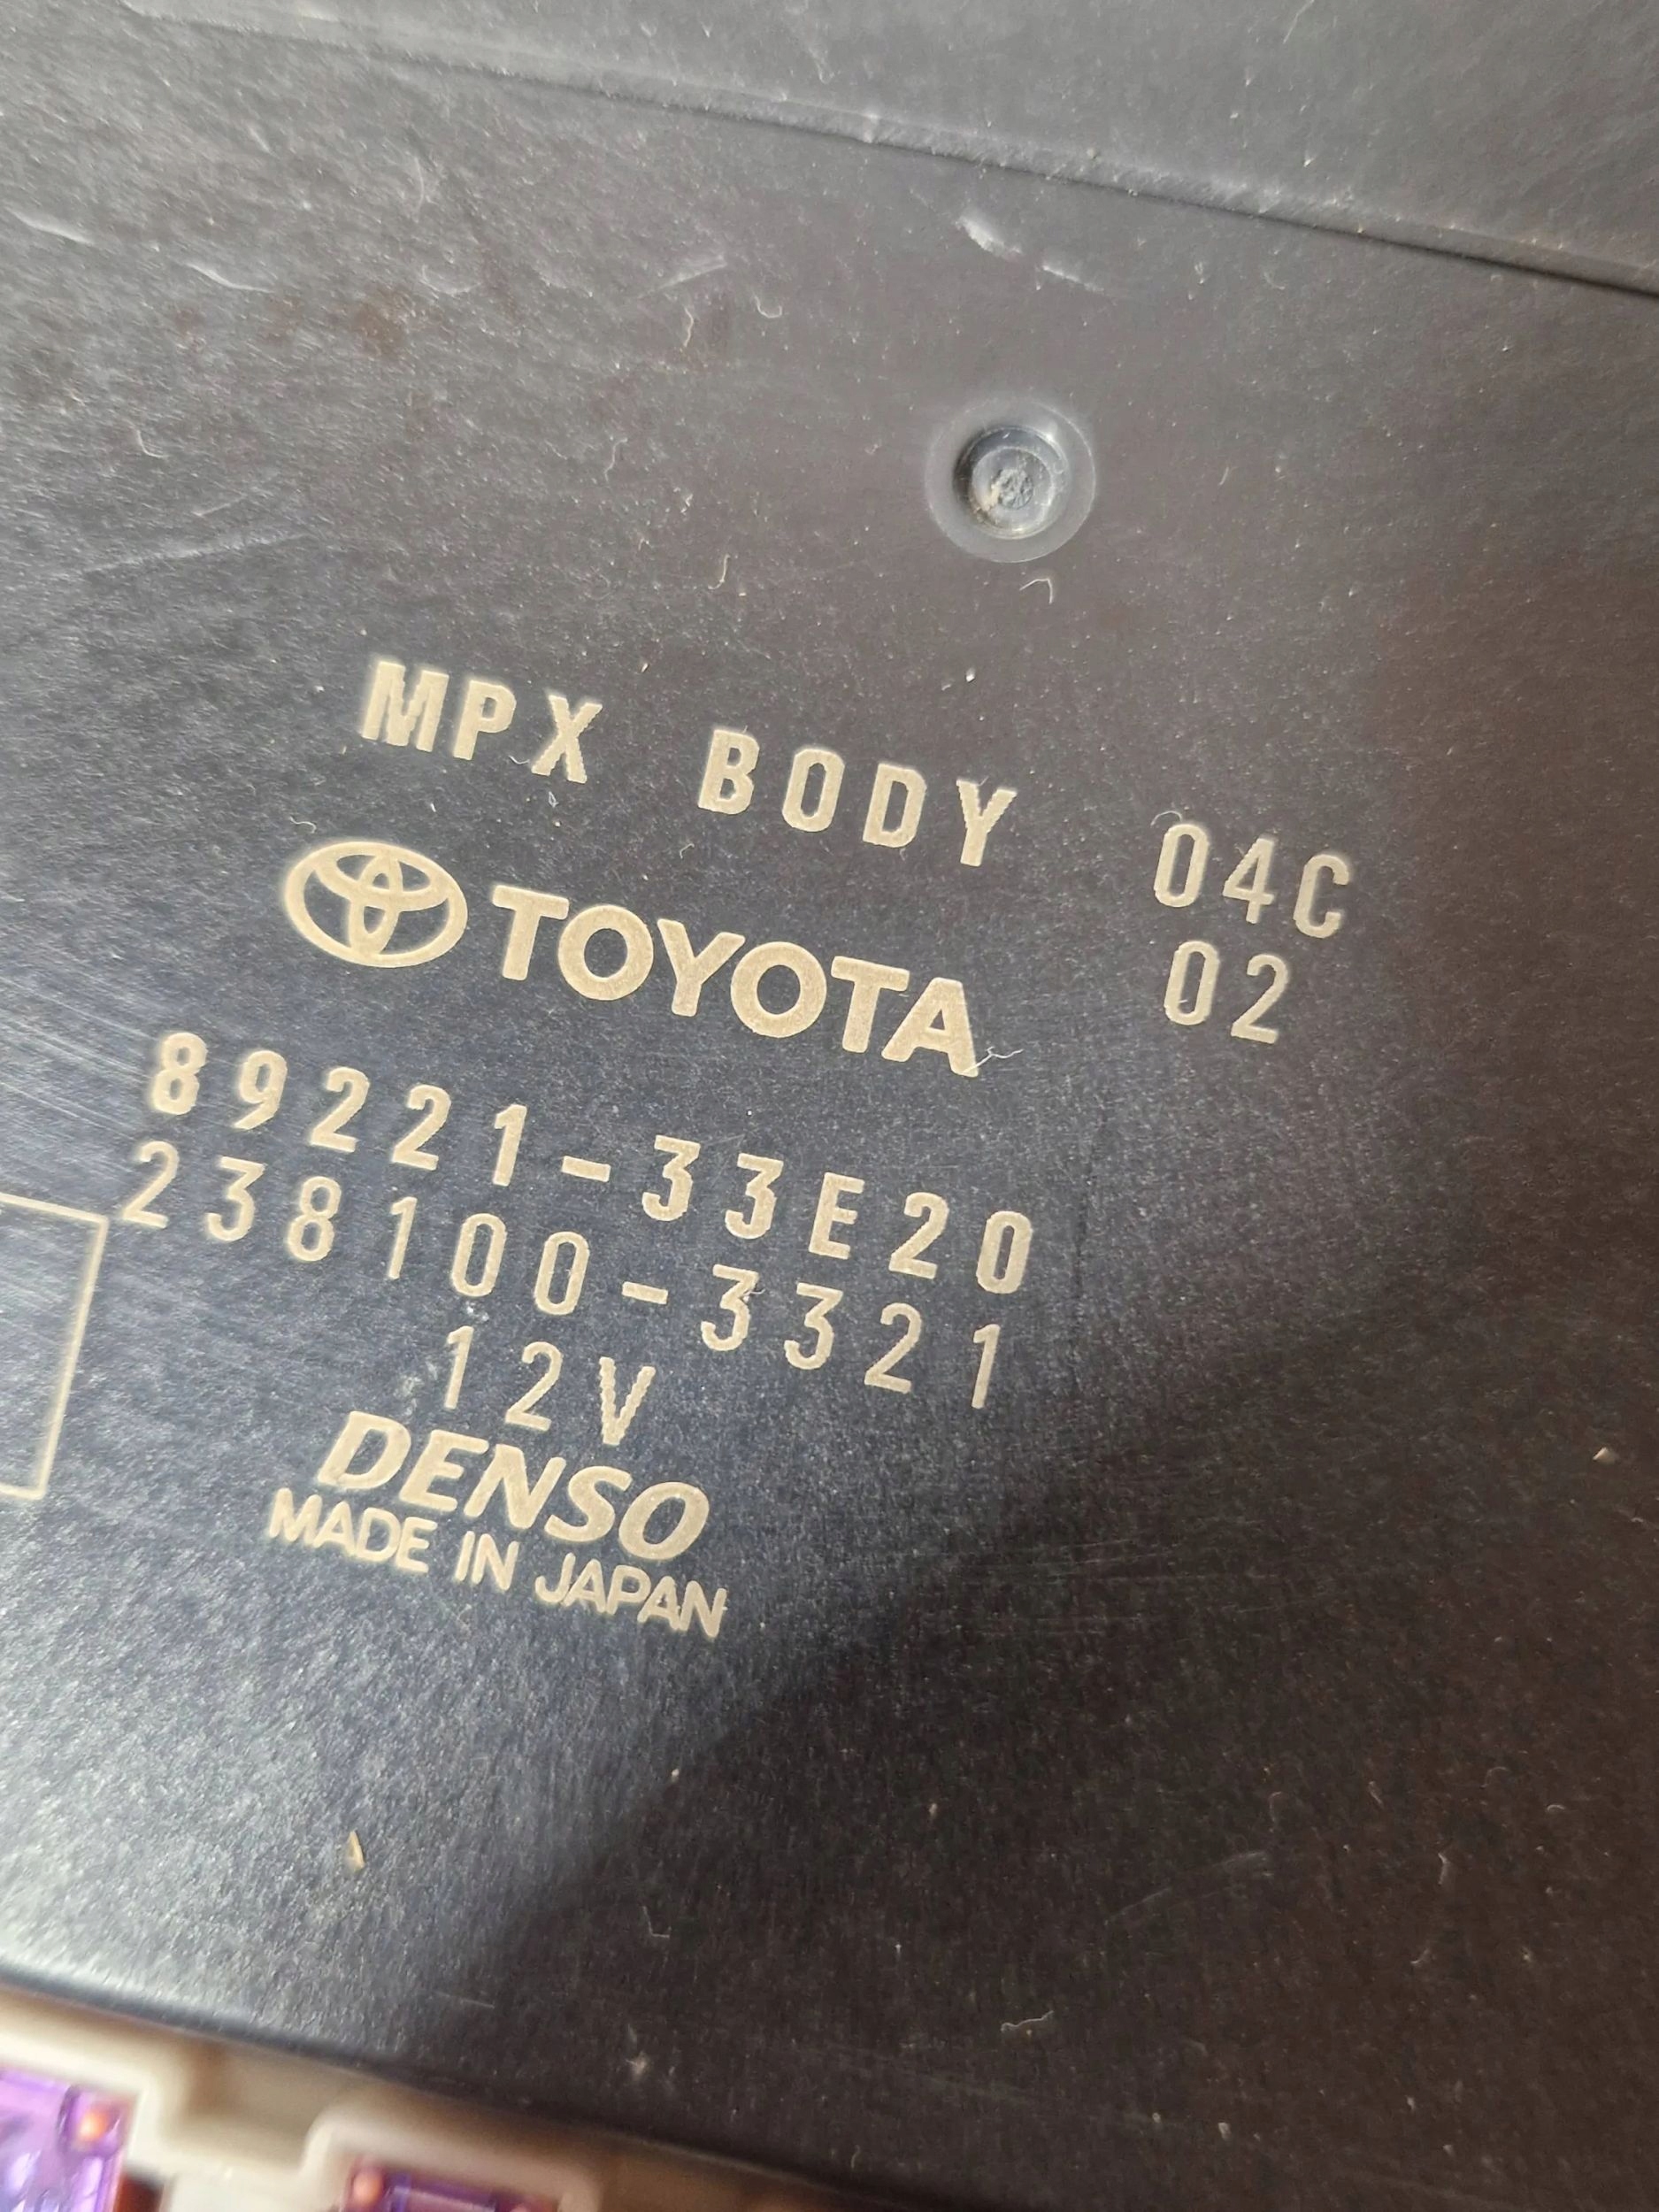 MPX BODY 04C
TOYOTA 02
89221-33E20
238100-3321
12V
DENSO
MADE IN JAPAN